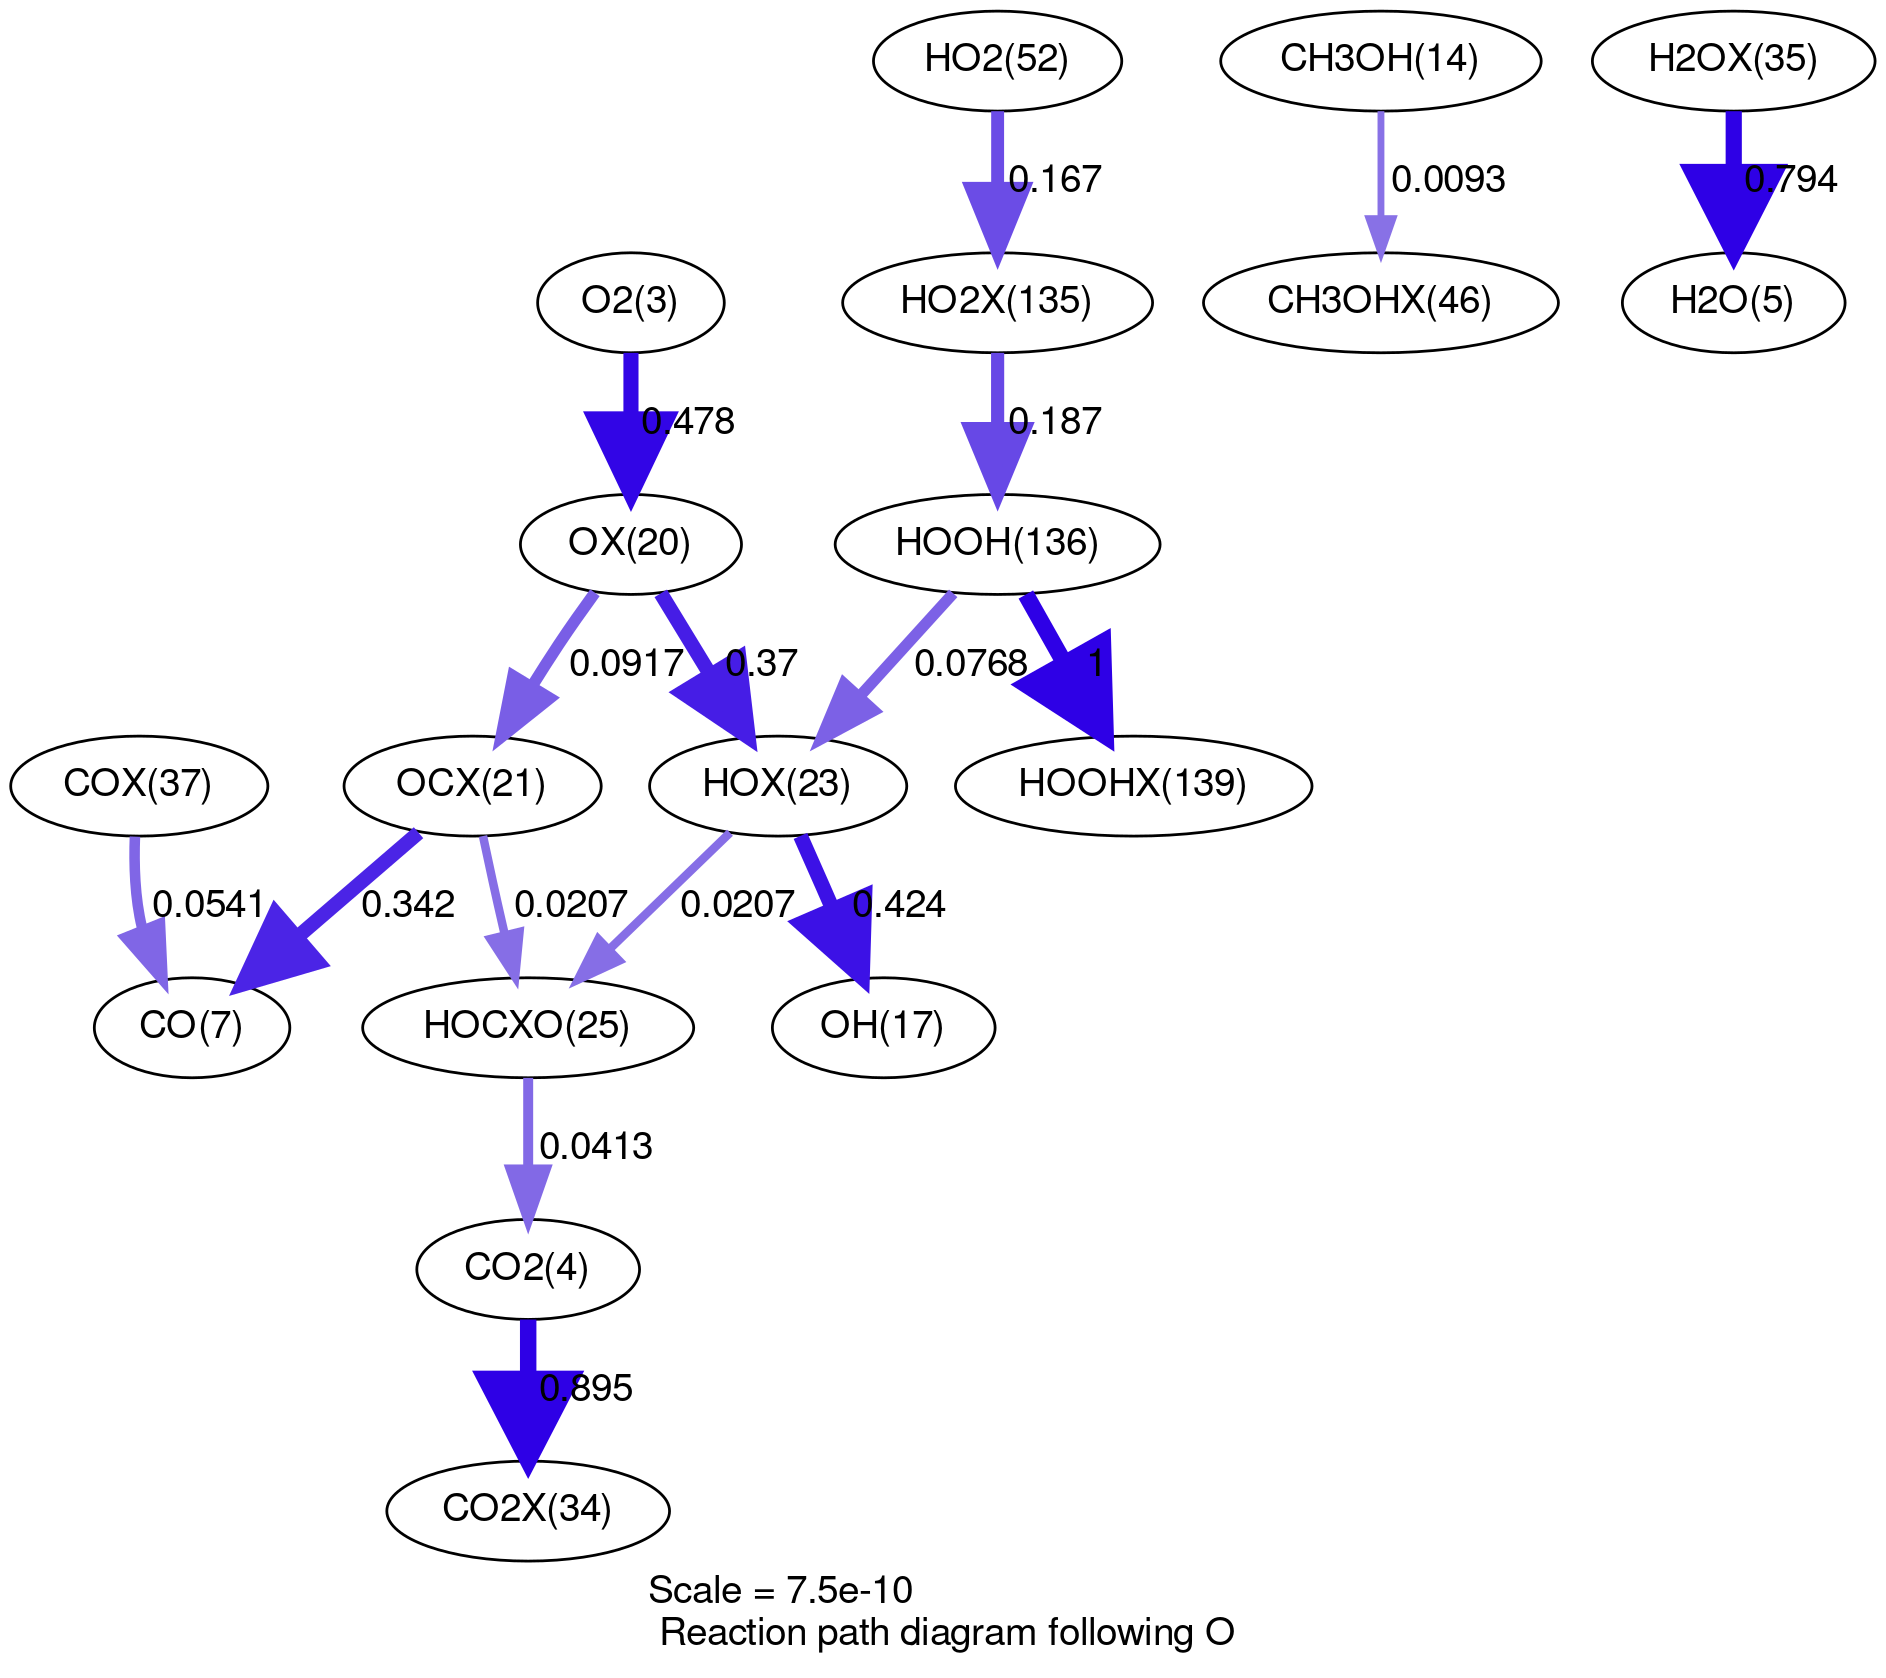 HO2(52)
CH3OH(14)
H2OX(35)
0.167
0.0093
0.794
O2(3)
HO2X(135)
CH3OHX(46)
H2O(5)
0.478
0.187
OX(20)
HOOH(136)
0.0917
0.37
0.0768
1
COX(37)
OCX(21)
HOX(23)
HOOHX(139)
0.0541
0.342
0.0207
0.0207
0.424
CO(7)
HOCXO(25)
OH(17)
0.0413
CO2(4)
0.895
CO2X(34)
Scale = 7.5e-10
Reaction path diagram following O